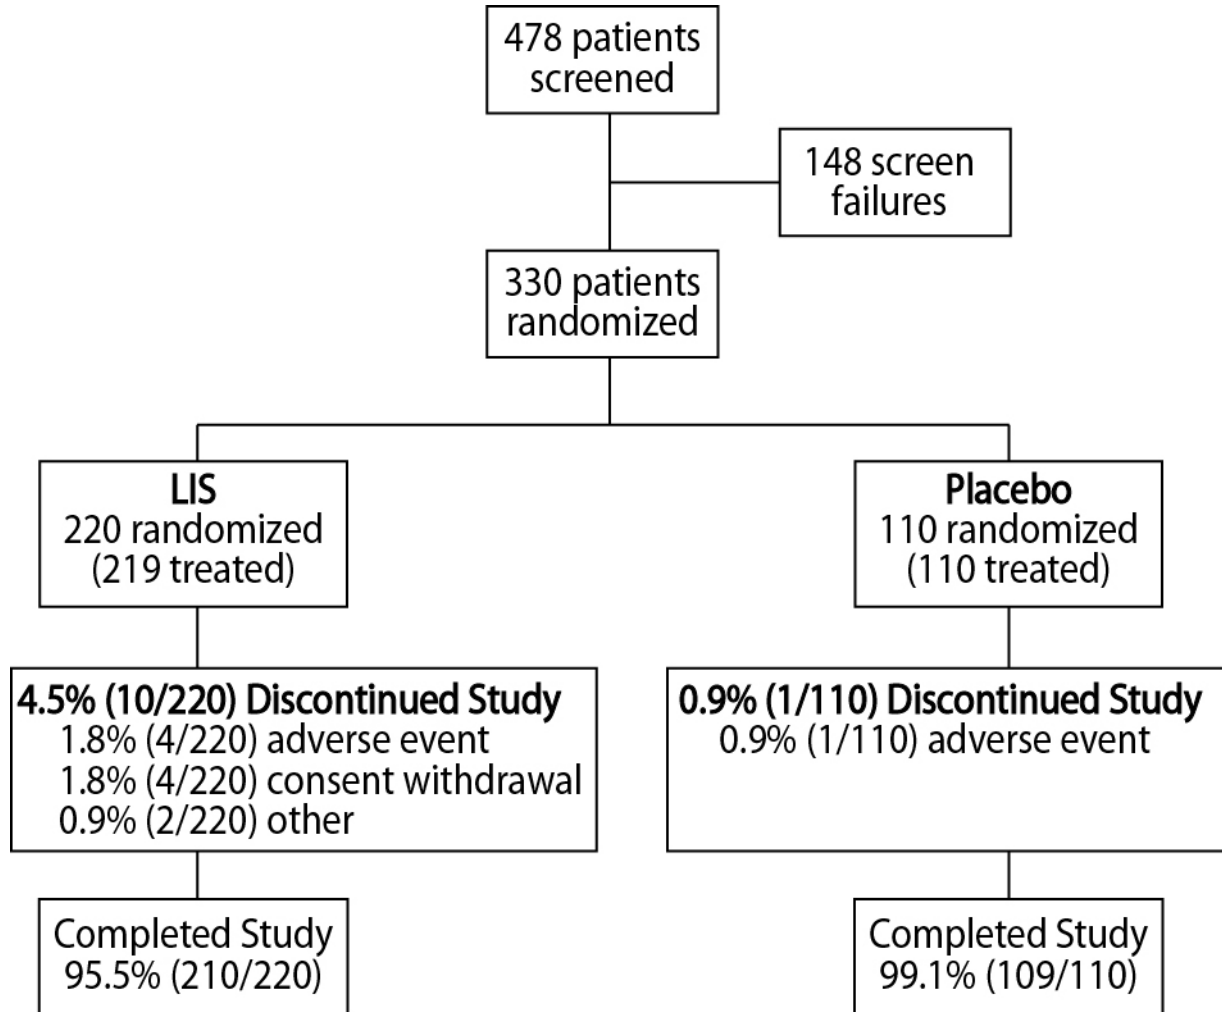 478 patients
screened
148 screen
failures
330 patients
randomized
LIS
220 randomized
(219 treated)
Placebo
110 randomized
(110 treated)
4.5% (10/220) Discontinued Study
1.8% (4/220) adverse event
1.8% (4/220) consent withdrawal
0.9% (2/220) other
0.9% (1/110) Discontinued Study
0.9% (1/110) adverse event
Completed Study
95.5% (210/220)
Completed Study
99.1% (109/110)